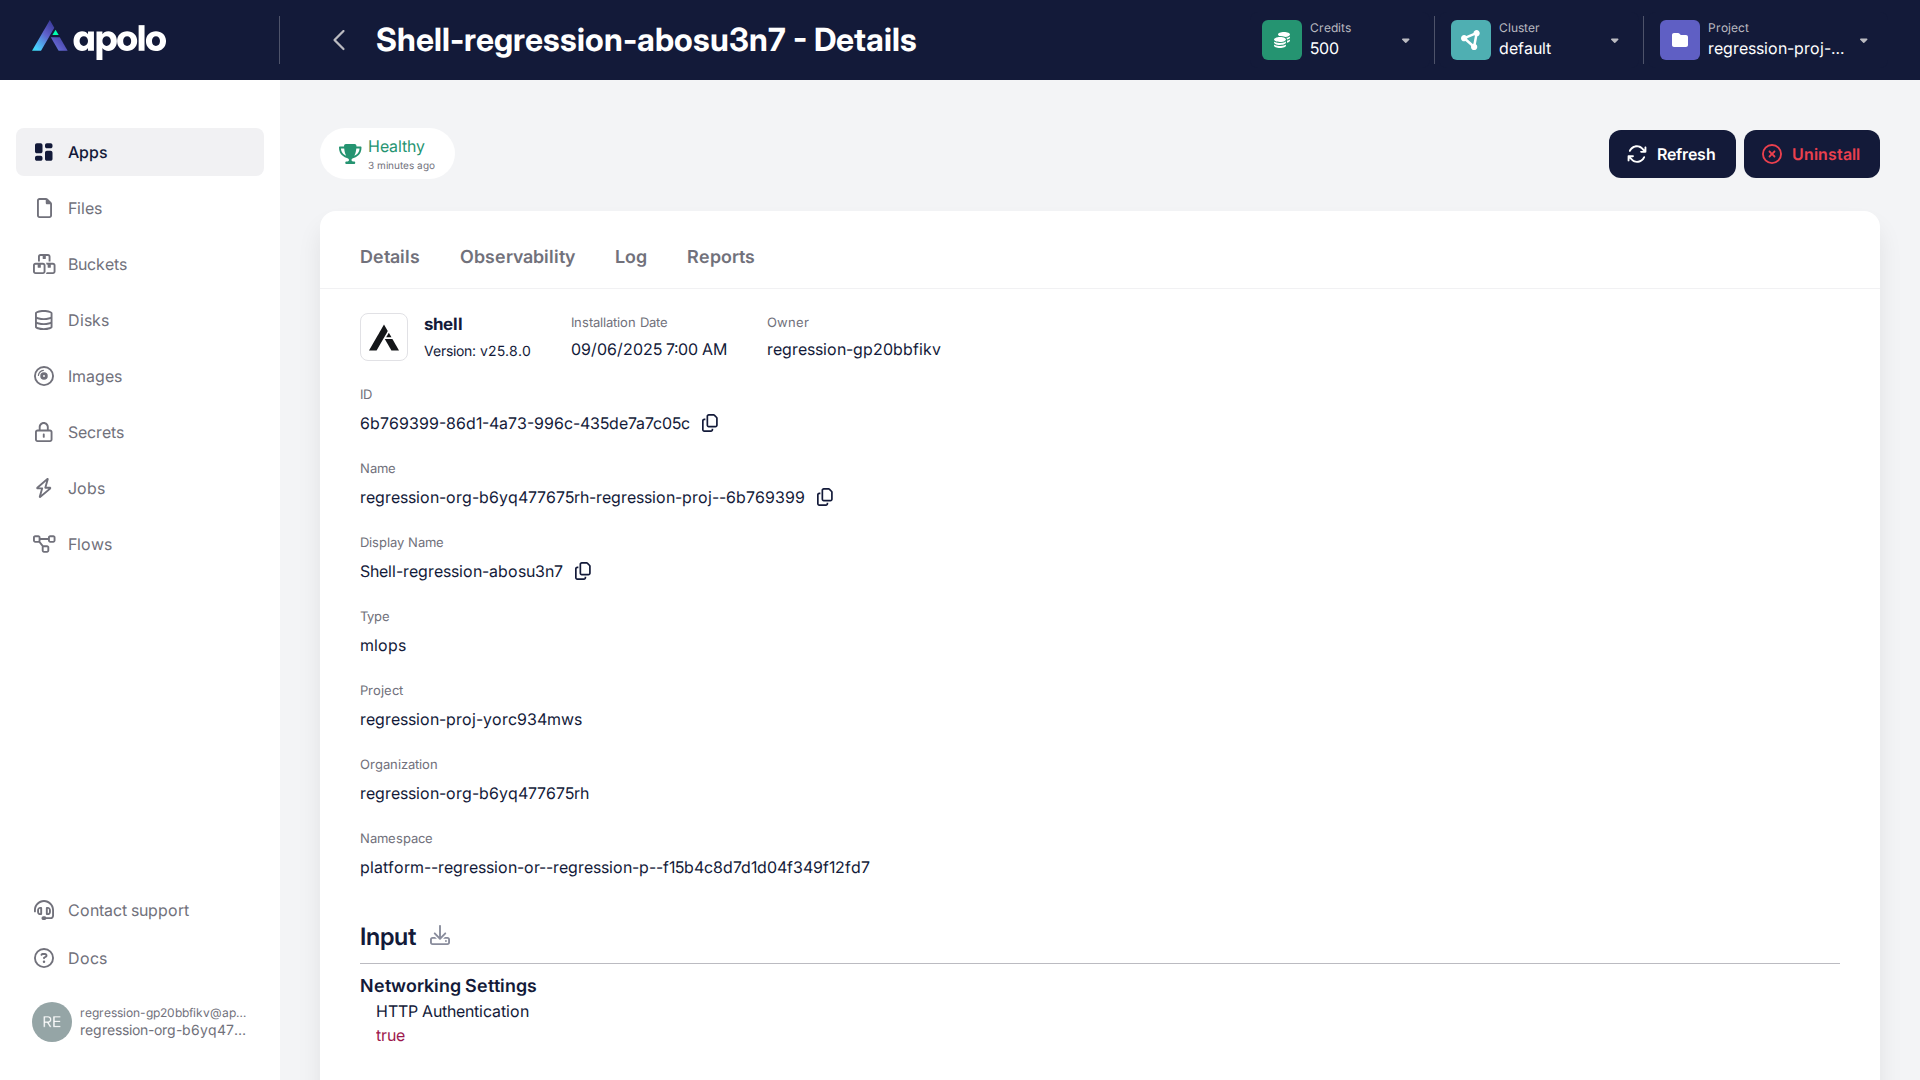 apolo
Shell-regression-abosu3n7 - Details
Credits
500
Cluster
default
Project
regression-proj-...
Apps
Files
Buckets
Disks
Images
Secrets
Jobs
Flows
Contact support
Docs
RE
regression-gp20bbfikv@ap...
regression-org-b6yq47...
Healthy
3 minutes ago
Refresh
Uninstall
Details
Observability
Log
Reports
shell
Version: v25.8.0
Installation Date
09/06/2025 7:00 AM
Owner
regression-gp20bbfikv
ID
6b769399-86d1-4a73-996c-435de7a7c05c
Name
regression-org-b6yq477675rh-regression-proj--6b769399
Display Name
Shell-regression-abosu3n7
Type
mlops
Project
regression-proj-yorc934mws
Organization
regression-org-b6yq477675rh
Namespace
platform--regression-or--regression-p--f15b4c8d7d1d04f349f12fd7
Input
Networking Settings
HTTP Authentication
true